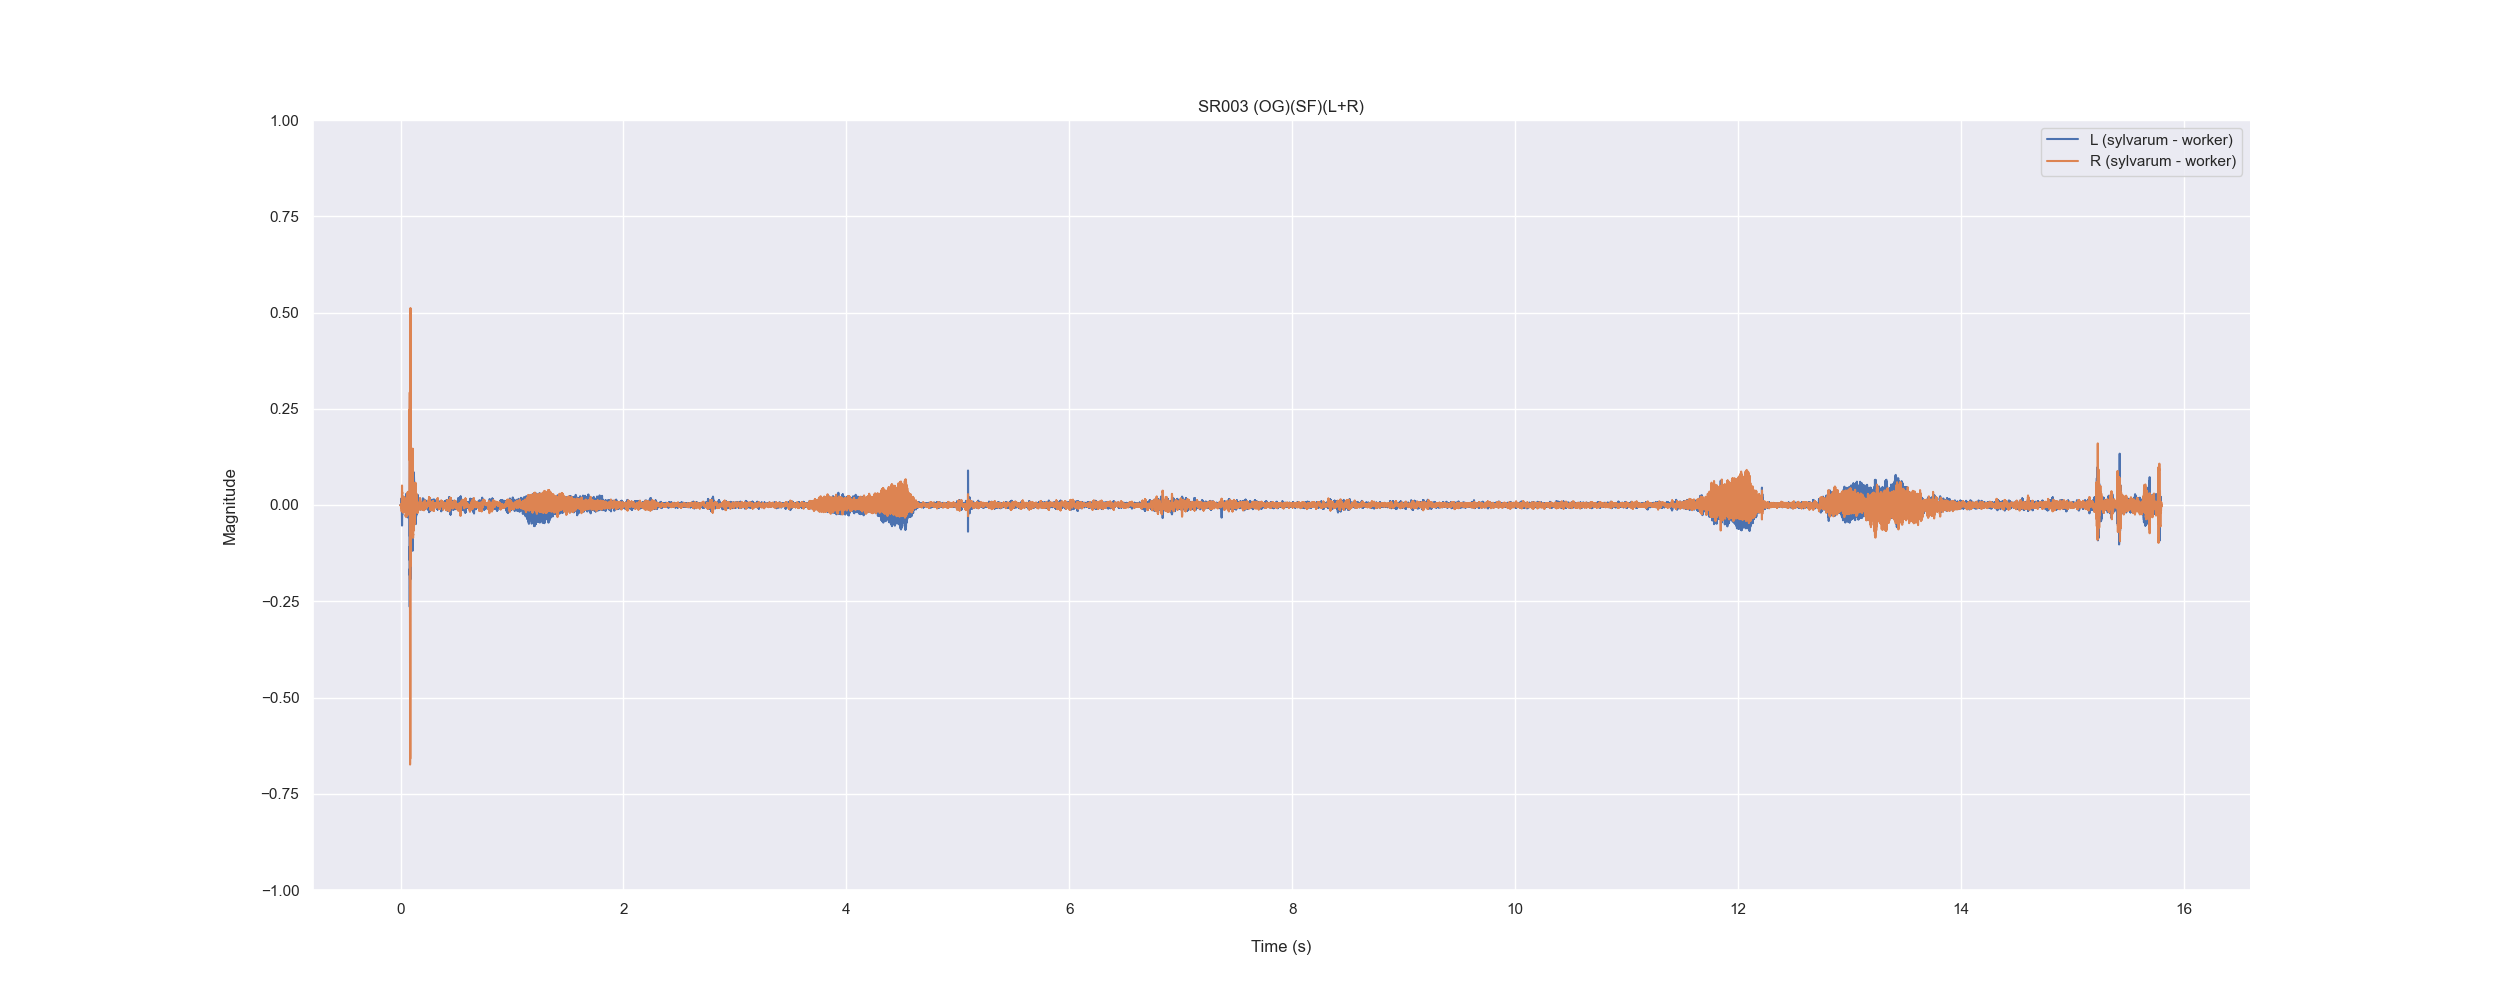 SR003 (OG)(SF)(L+R)
L (sylvarum - worker)
R (sylvarum - worker)
1.00
0.75
0.50
0.25
0.00
−0.25
−0.50
−0.75
−1.00
Magnitude
0 2 4 6 8 10 12 14 16
Time (s)